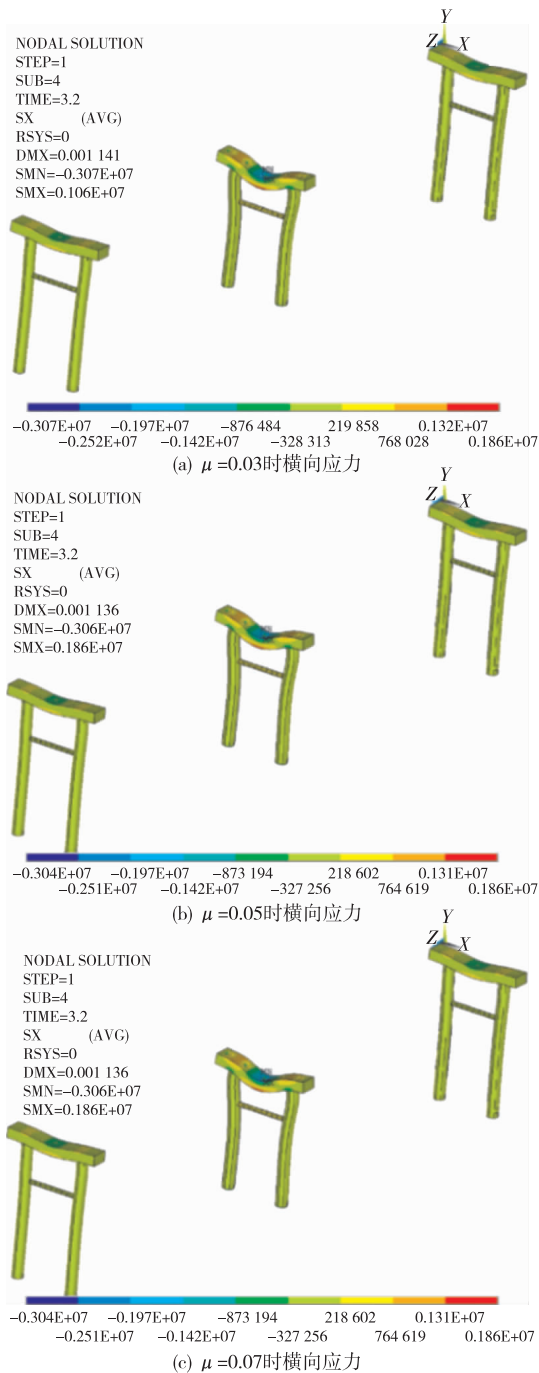 Y
Z X
NODAL SOLUTION
STEP=1
SUB=4
TIME=3.2
SX (AVG)
RSYS=0
DMX=0.001 141
SMN=-0.307E+07
SMX=0.106E+07
-0.307E+07 -0.197E+07 -876 484 219 858 0.132E+07
-0.252E+07 -0.142E+07 -328 313 768 028 0.186E+07
(a) μ=0.03时横向应力
Y
Z X
NODAL SOLUTION
STEP=1
SUB=4
TIME=3.2
SX (AVG)
RSYS=0
DMX=0.001 136
SMN=-0.306E+07
SMX=0.186E+07
-0.304E+07 -0.197E+07 -873 194 218 602 0.131E+07
-0.251E+07 -0.142E+07 -327 256 764 619 0.186E+07
(b) μ=0.05时横向应力
Y
Z X
NODAL SOLUTION
STEP=1
SUB=4
TIME=3.2
SX (AVG)
RSYS=0
DMX=0.001 136
SMN=-0.306E+07
SMX=0.186E+07
-0.304E+07 -0.197E+07 -873 194 218 602 0.131E+07
-0.251E+07 -0.142E+07 -327 256 764 619 0.186E+07
(c) μ=0.07时横向应力